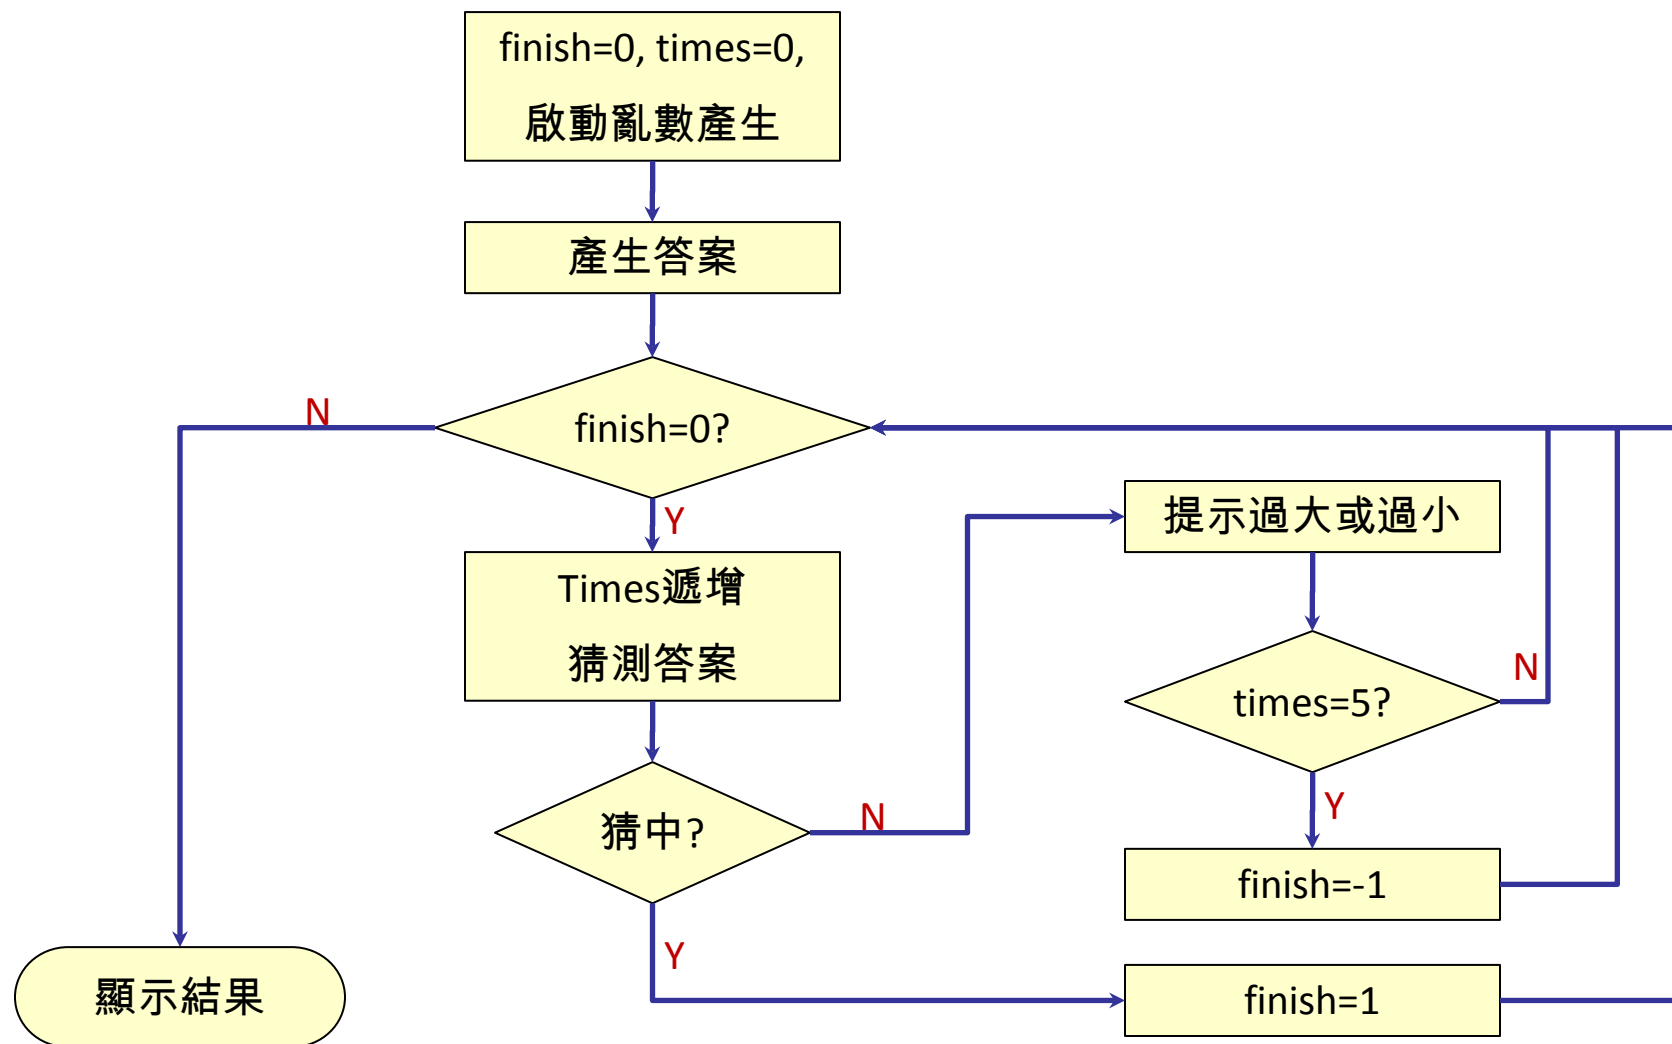 finish=0, times=0,
啟動亂數產生
產生答案
N
finish=0?
Y
提示過大或過小
Times遞增
猜測答案
N
times=5?
Y
猜中?
N
finish=-1
Y
顯示結果
finish=1